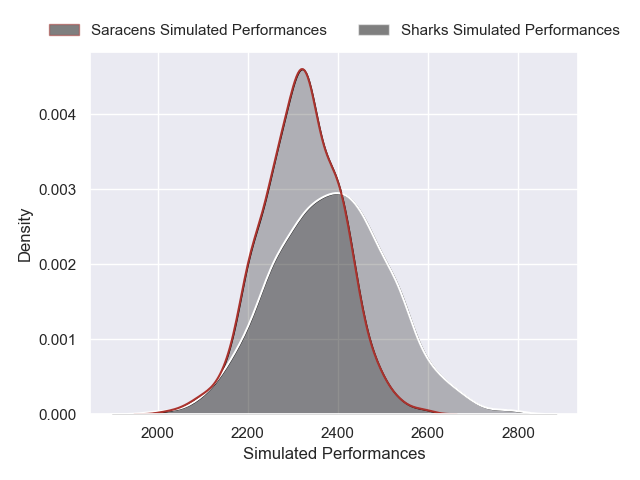 Saracens Simulated Performances Sharks Simulated Performances
0.004
0.003
0.002
0.001
0.000
Density
2000 2200 2400 2600 2800
Simulated Performances